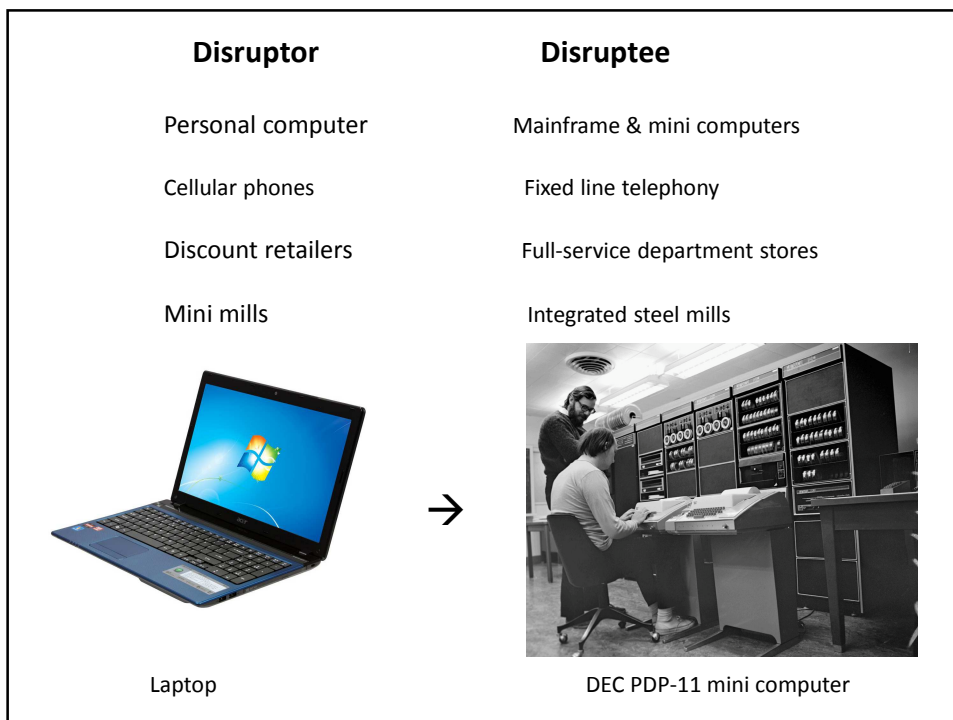 Disruptor Disruptee
Personal computer Mainframe & mini computers
Cellular phones Fixed line telephony
Discount retailers Full-service department stores
Mini mills Integrated steel mills
acer
→
Laptop DEC PDP-11 mini computer